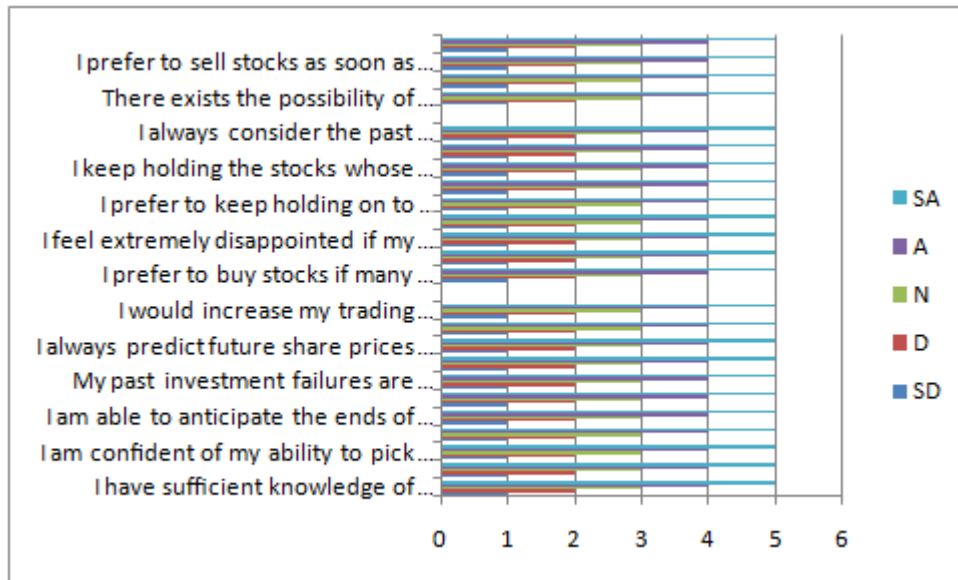 I prefer to sell stocks as soon as ...
There exists the possibility of ...
I always consider the past ...
I keep holding the stocks whose ...
I prefer to keep holding on to ...
I feel extremely disappointed if my ...
I prefer to buy stocks if many ...
I would increase my trading ...
I always predict future share prices ...
My past investment failures are ...
I am able to anticipate the ends of ...
I am confident of my ability to pick ...
I have sufficient knowledge of ...
0 1 2 3 4 5 6
SA
A
N
D
SD